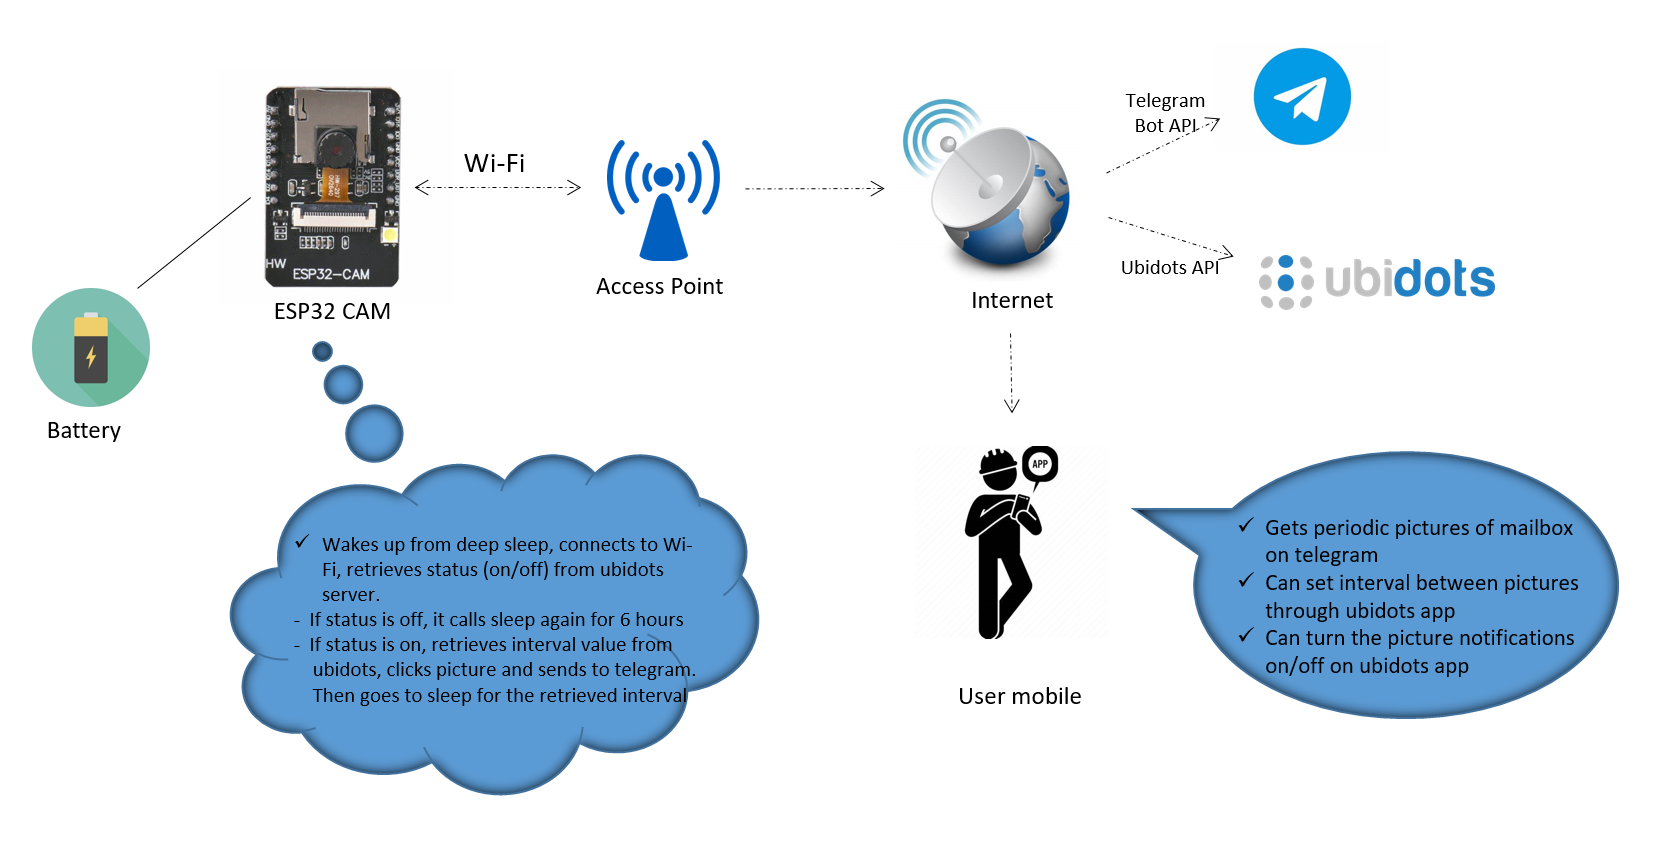 Telegram
Bot API
Wi-Fi
HW
ESP32-CAM
ESP32 CAM
Access Point
Internet
Ubidots API
ubidots
Battery
APP
User mobile
✓ Wakes up from deep sleep, connects to Wi-
Fi, retrieves status (on/off) from ubidots
server.
- If status is off, it calls sleep again for 6 hours
- If status is on, retrieves interval value from
ubidots, clicks picture and sends to telegram.
Then goes to sleep for the retrieved interval
✓ Gets periodic pictures of mailbox
on telegram
✓ Can set interval between pictures
through ubidots app
✓ Can turn the picture notifications
on/off on ubidots app